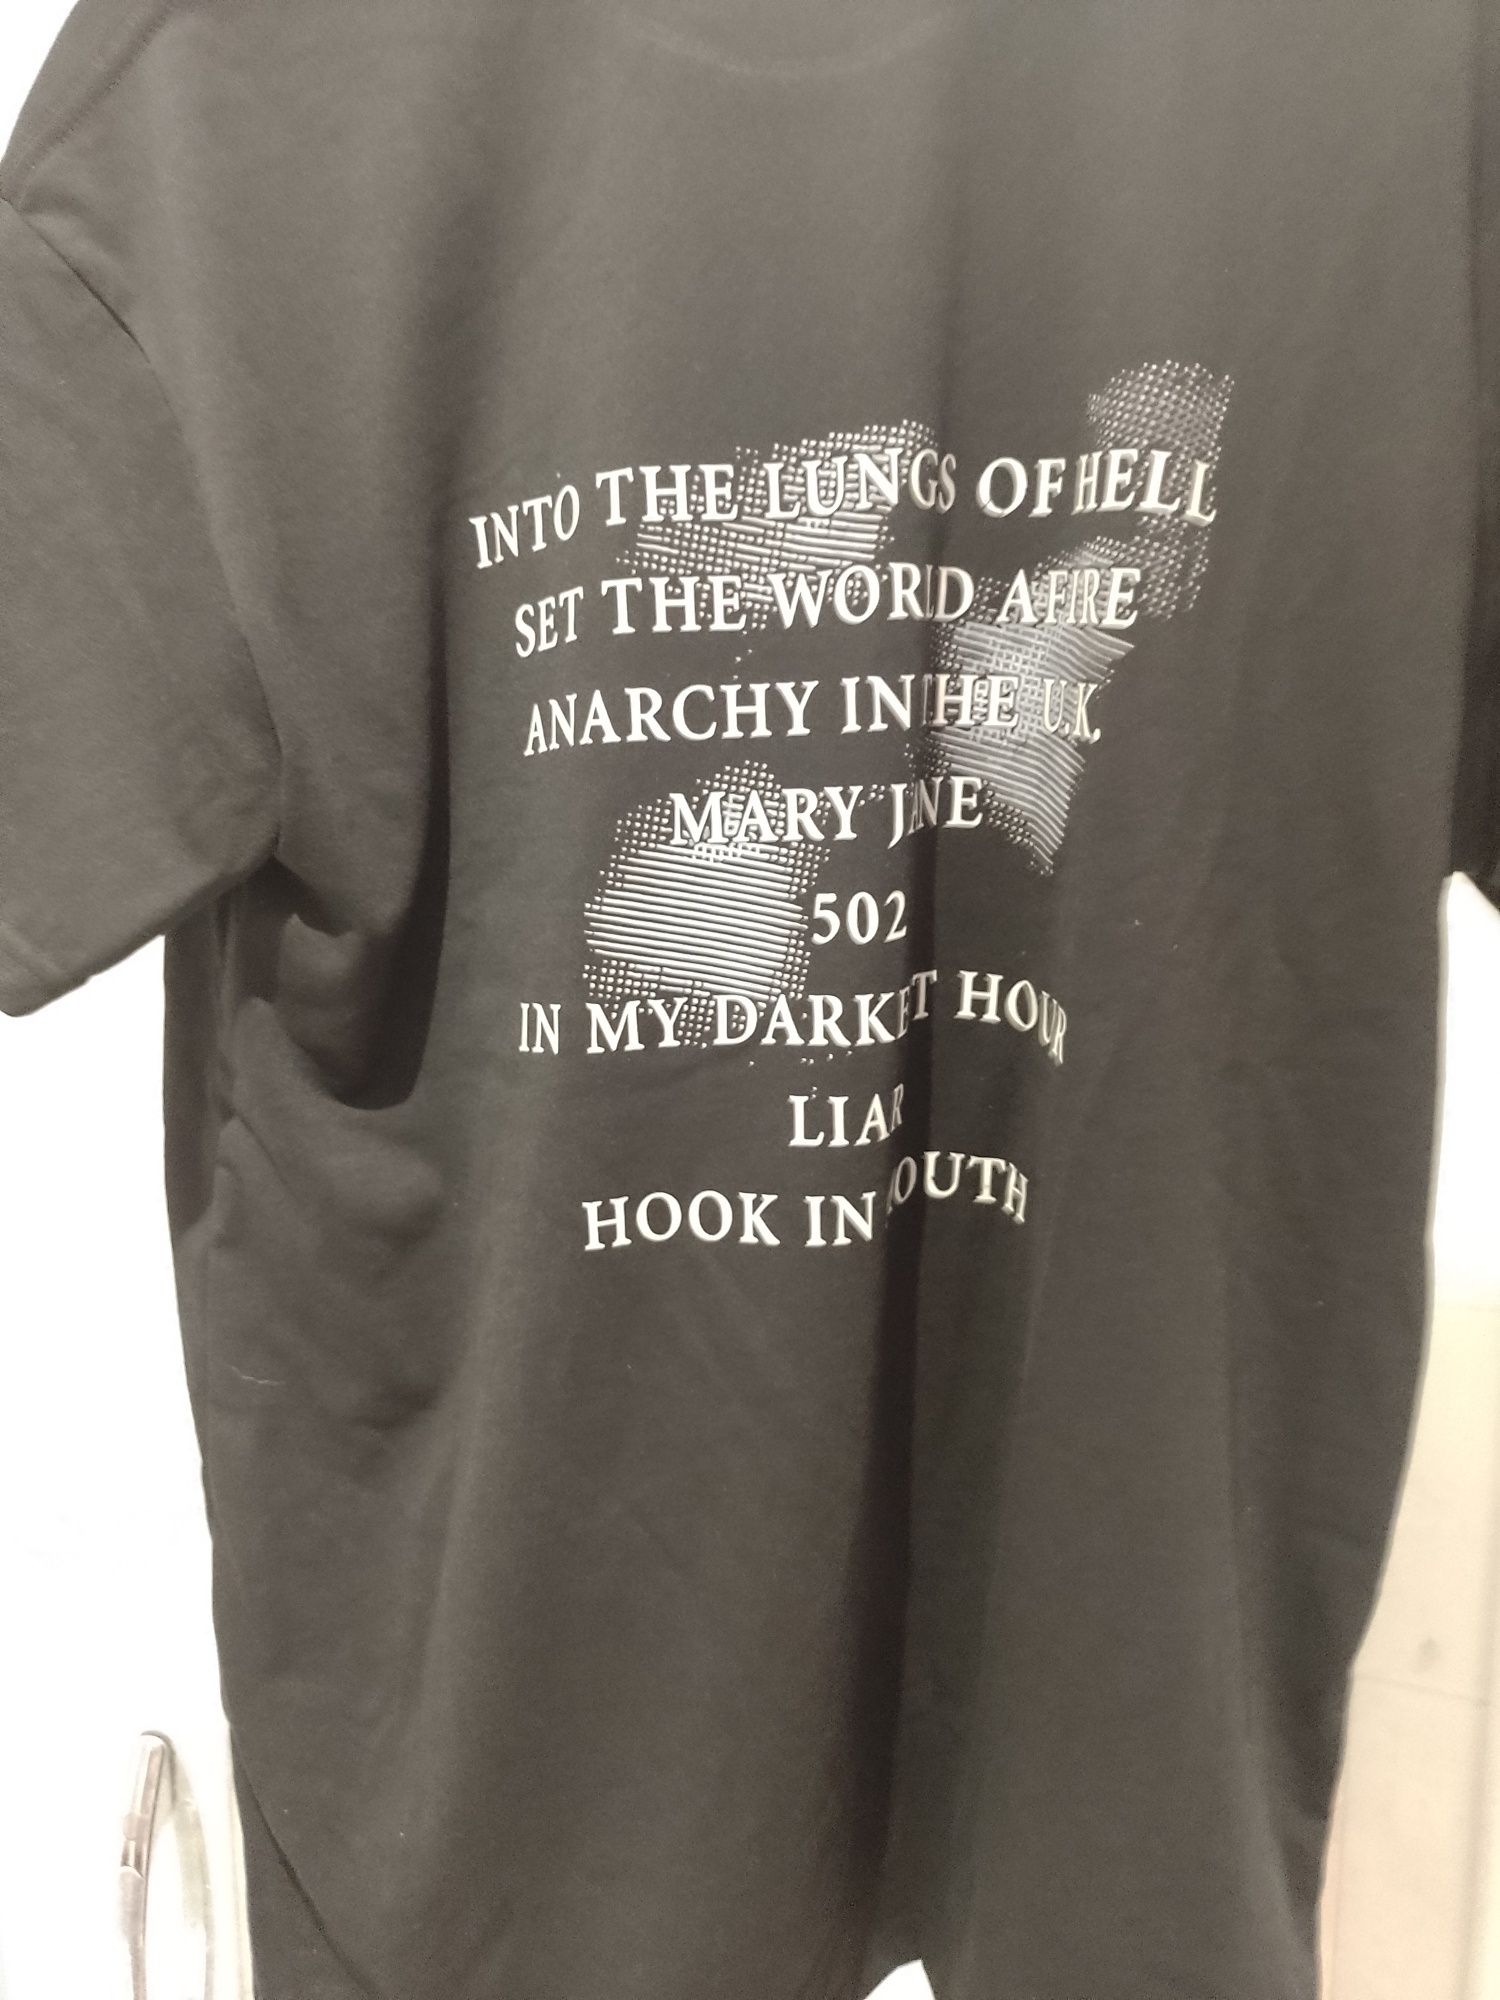 INTO THE LUNGS OF HELL
SET THE WORLD AFIRE
ANARCHY IN THE U.K.
MARY JANE
502
IN MY DARKET HOUR
LIAR
HOOK IN MOUTH